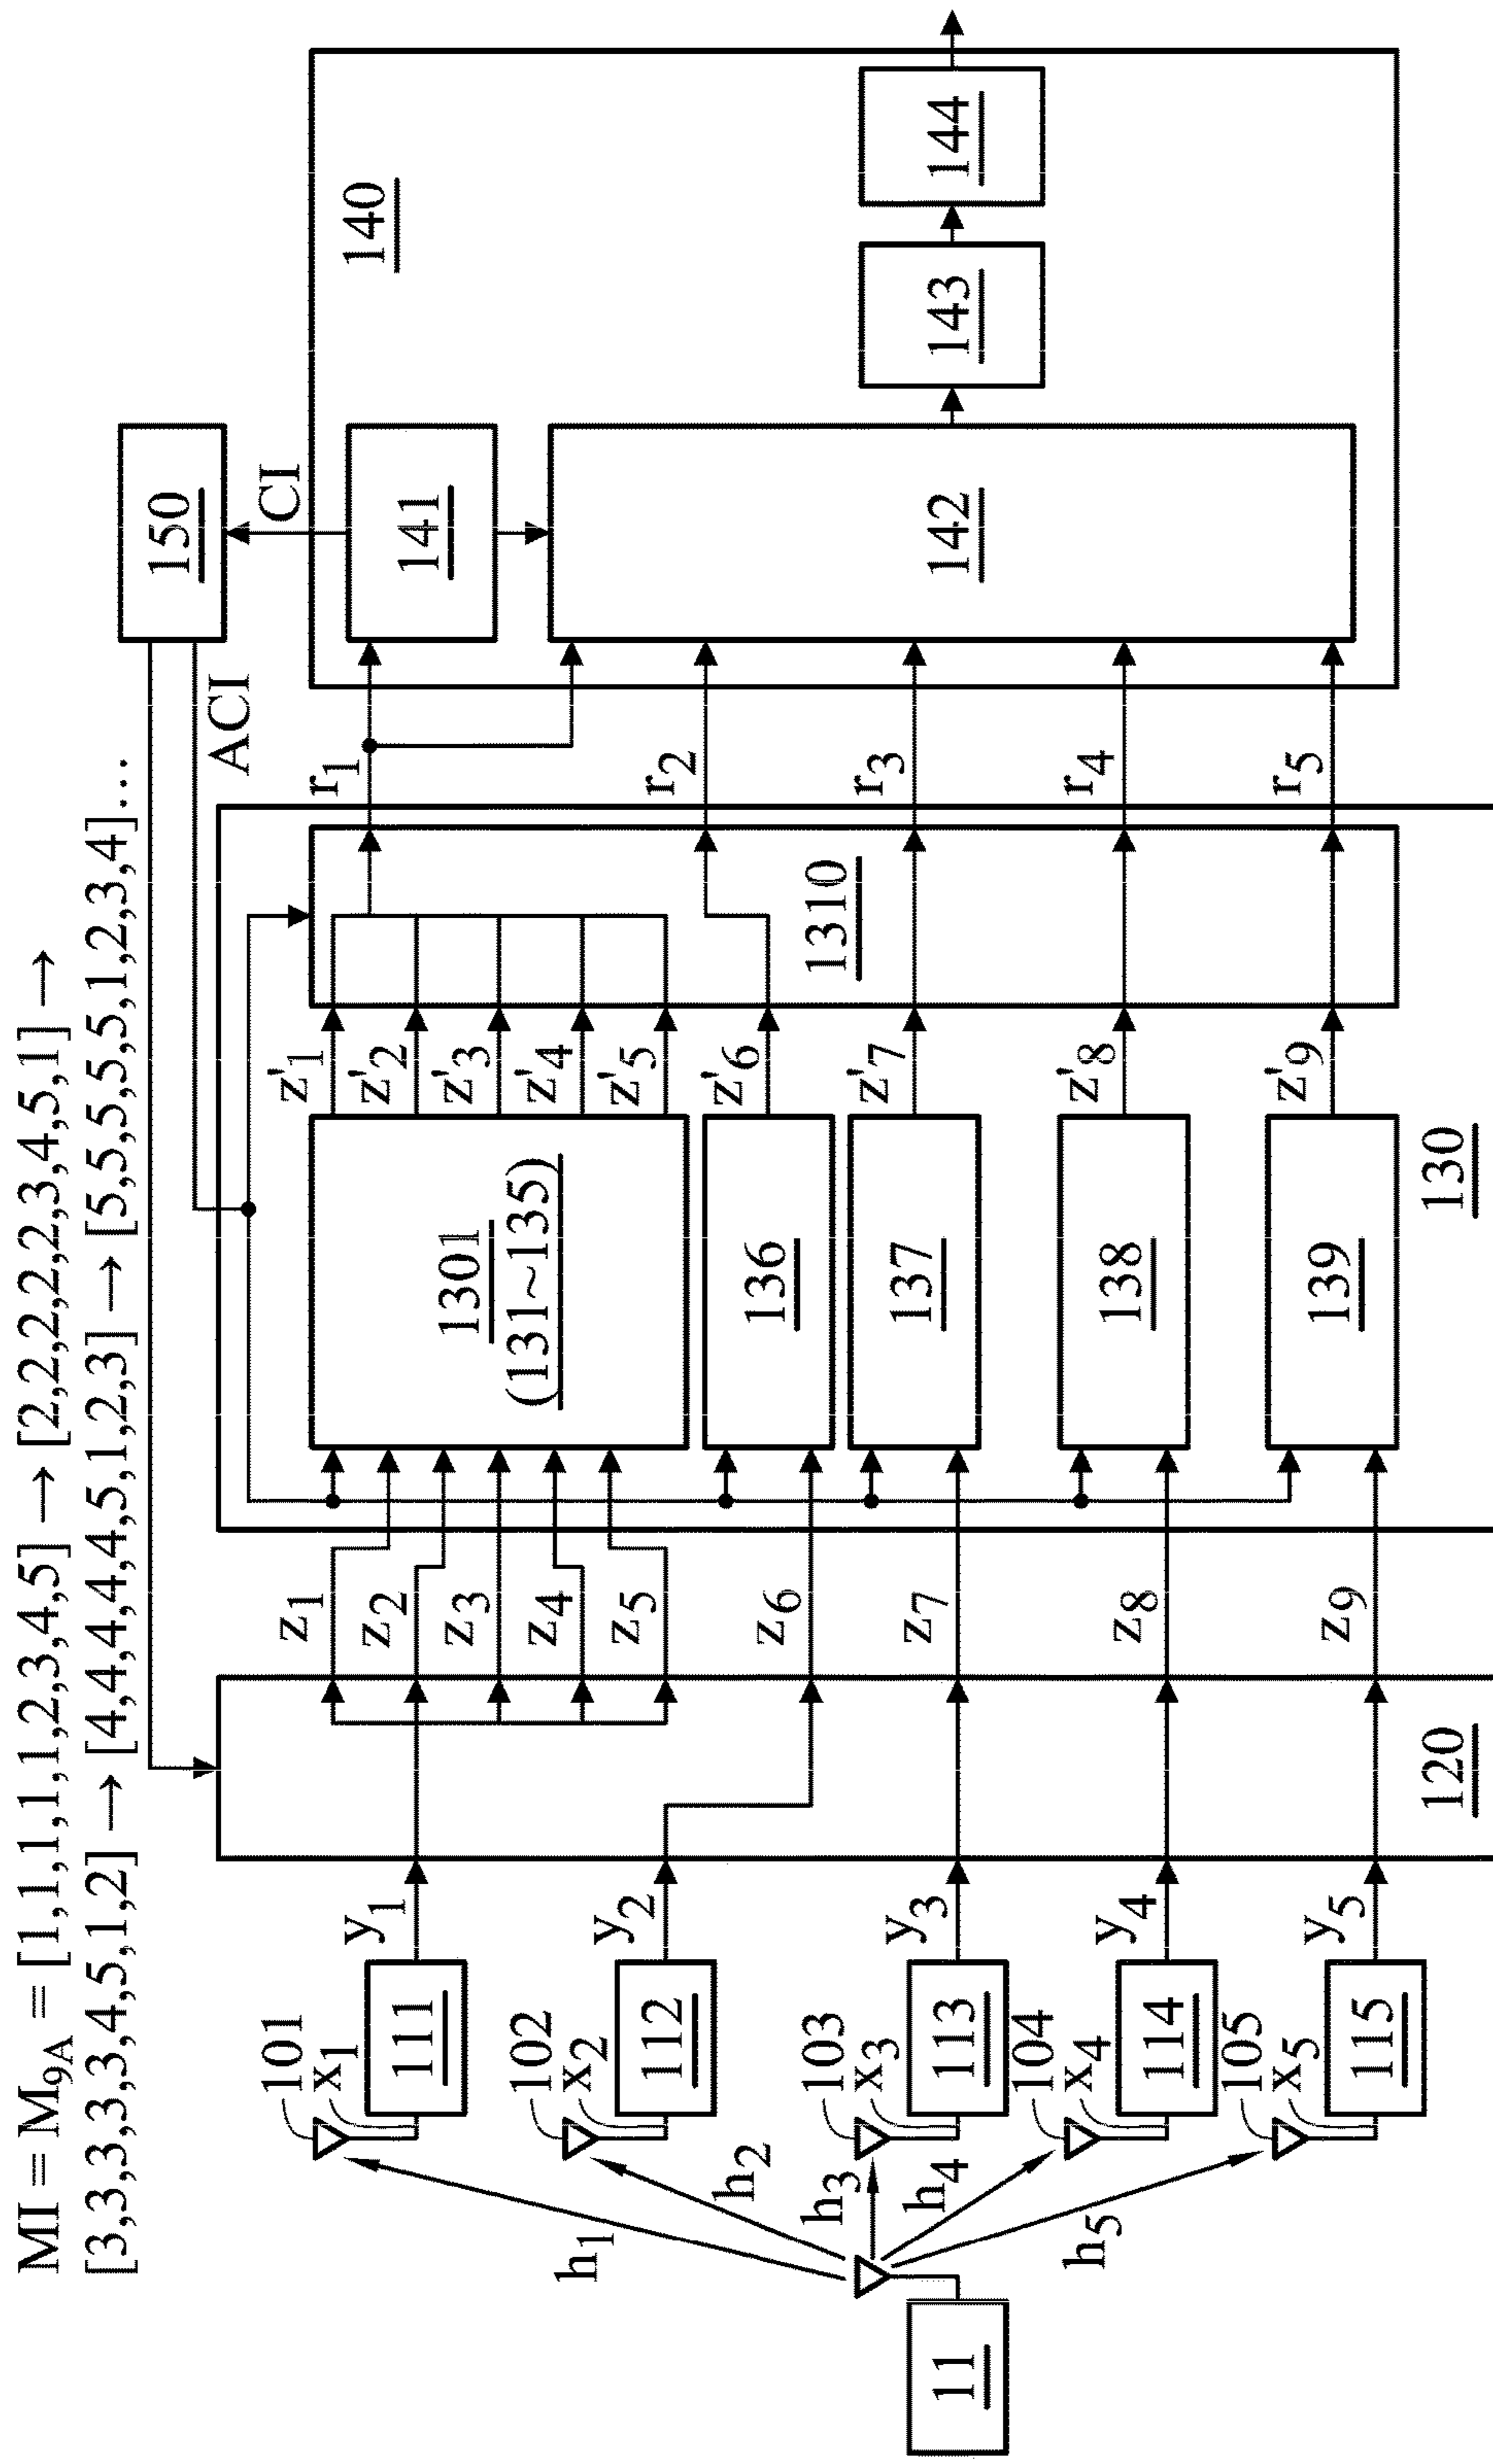 MI = M9A = [1,1,1,1,1,2,3,4,5] → [2,2,2,2,2,3,4,5,1] →
[3,3,3,3,3,4,5,1,2] → [4,4,4,4,4,5,1,2,3] → [5,5,5,5,5,1,2,3,4]...
11
h1
h2
h3
h4
h5
101
x1
111
y1
102
x2
112
y2
103
x3
113
y3
104
x4
114
y4
105
x5
115
y5
120
z1
z2
z3
z4
z5
z6
z7
z8
z9
1301
(131~135)
136
137
138
139
130
z'1
z'2
z'3
z'4
z'5
z'6
z'7
z'8
z'9
1310
ACI
r1
r2
r3
r4
r5
150
CI
141
142
140
143
144